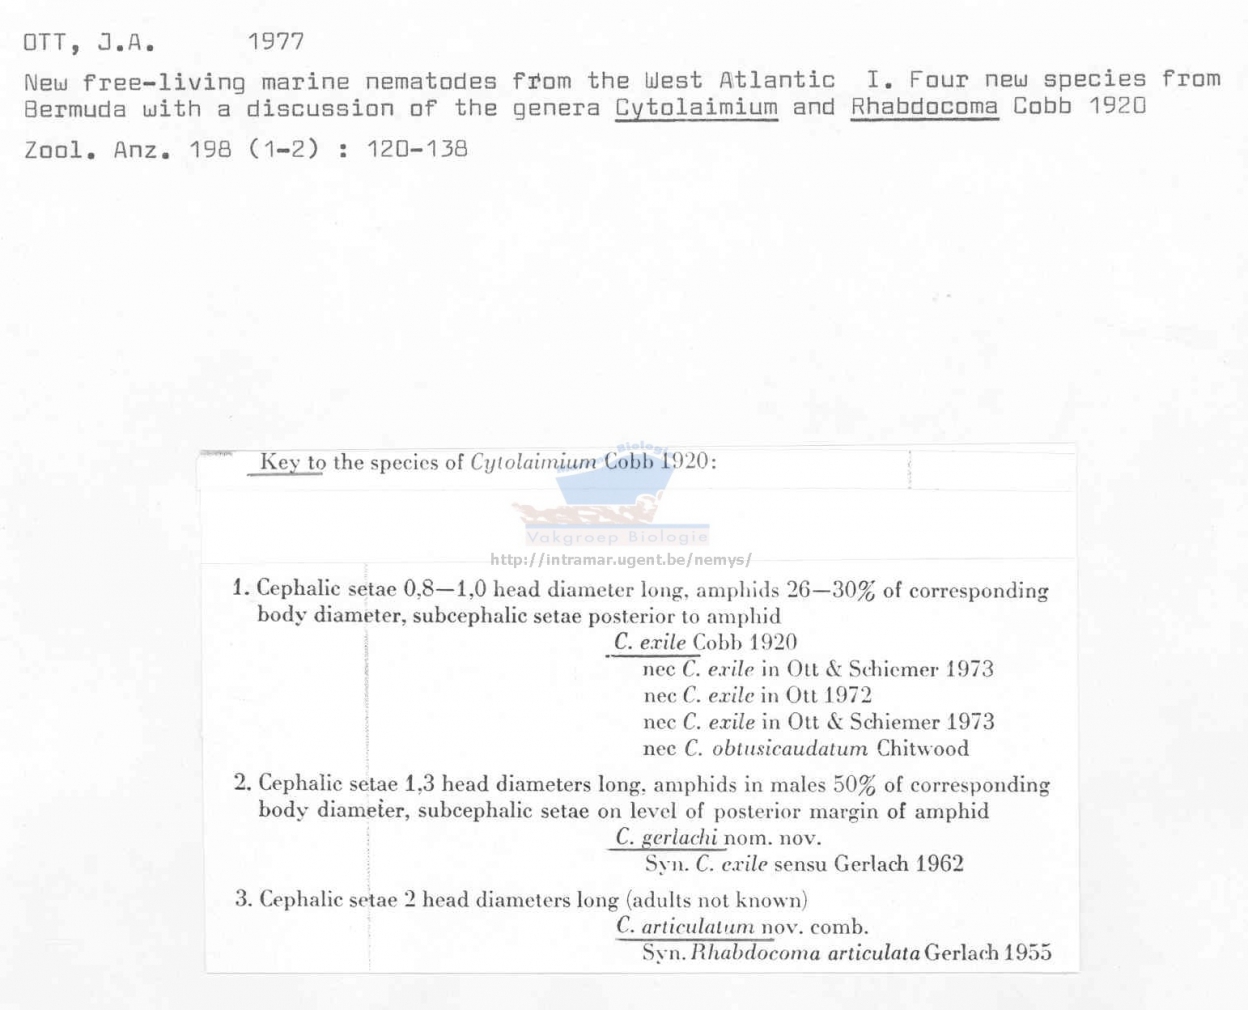 OTT, J.A. 1977
New free-living marine nematodes from the West Atlantic I. Four new species from
Bermuda with a discussion of the genera Cytolaimium and Rhabdocoma Cobb 1920
Zool. Anz. 198 (1-2) : 120-138
Biologi
Key to the species of Cytolaimium Cobb 1920:
Vakgroep Biologie
http://intramar.ugent.be/nemys/
1. Cephalic setae 0,8—1,0 head diameter long, amphids 26—30% of corresponding
body diameter, subcephalic setae posterior to amphid
C. exile Cobb 1920
nec C. exile in Ott & Schiemer 1973
nec C. exile in Ott 1972
nec C. exile in Ott & Schiemer 1973
nec C. obtusicaudatum Chitwood
2. Cephalic setae 1,3 head diameters long, amphids in males 50% of corresponding
body diameter, subcephalic setae on level of posterior margin of amphid
C. gerlachi nom. nov.
Syn. C. exile sensu Gerlach 1962
3. Cephalic setae 2 head diameters long (adults not known)
C. articulatum nov. comb.
Syn. Rhabdocoma articulata Gerlach 1955